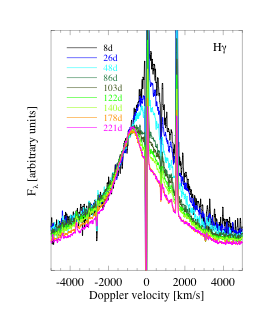 Hγ
8d
26d
48d
86d
103d
122d
140d
178d
221d
F_λ [arbitrary units]
-4000 -2000 0 2000 4000
Doppler velocity [km/s]